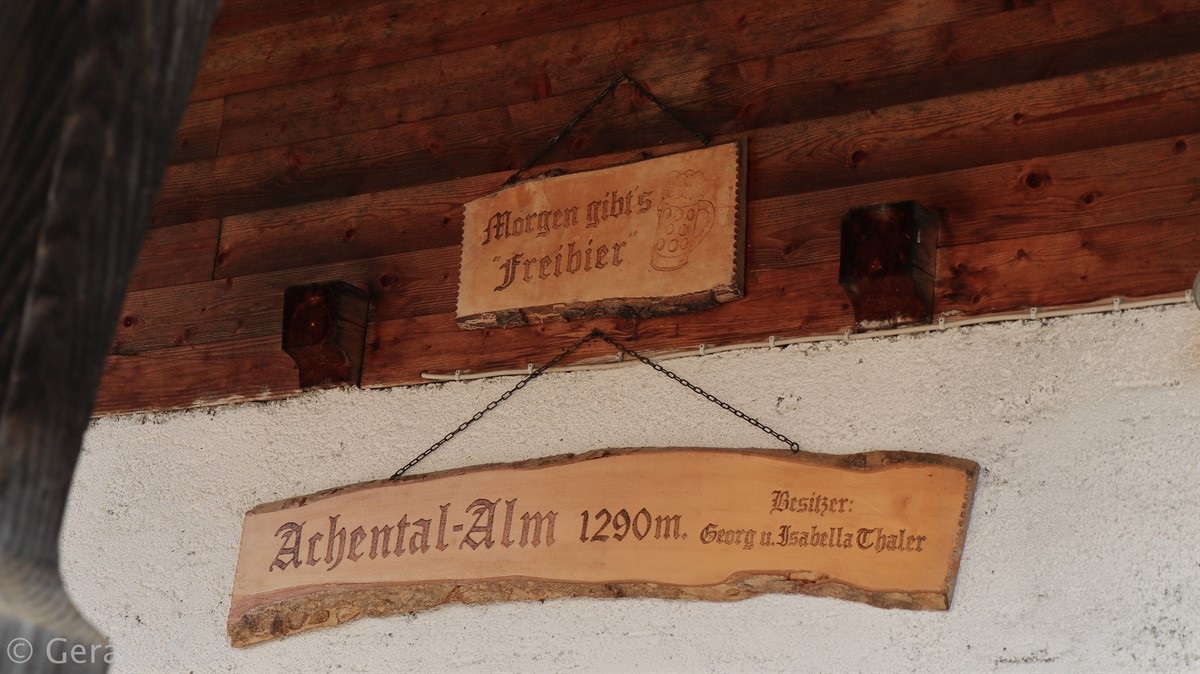 Morgen gibt's
"Freibier"
Achental-Alm 1290m.
Besitzer:
Georg u. Isabella Thaler
© Gera